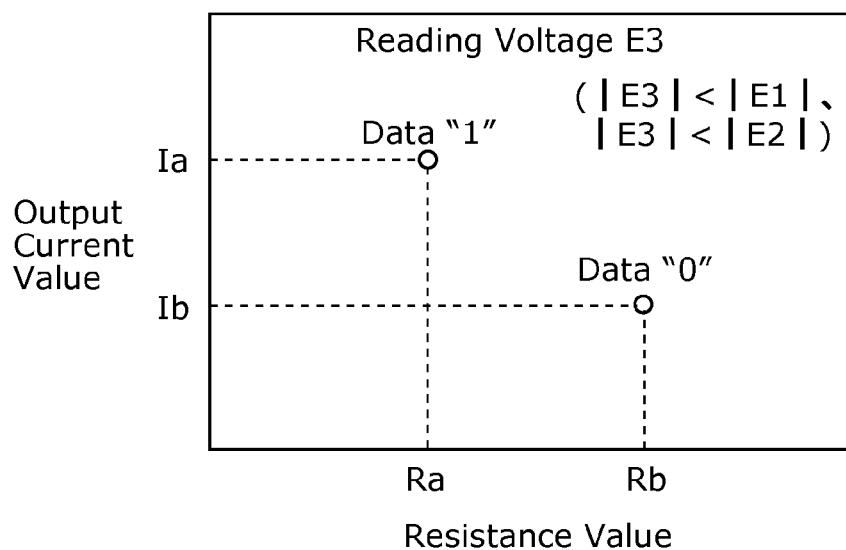 Reading Voltage E3
(|E3|<|E1|、
|E3|<|E2|)
Data “1”
Ia
Output
Current
Value
Data “0”
Ib
Ra
Rb
Resistance Value